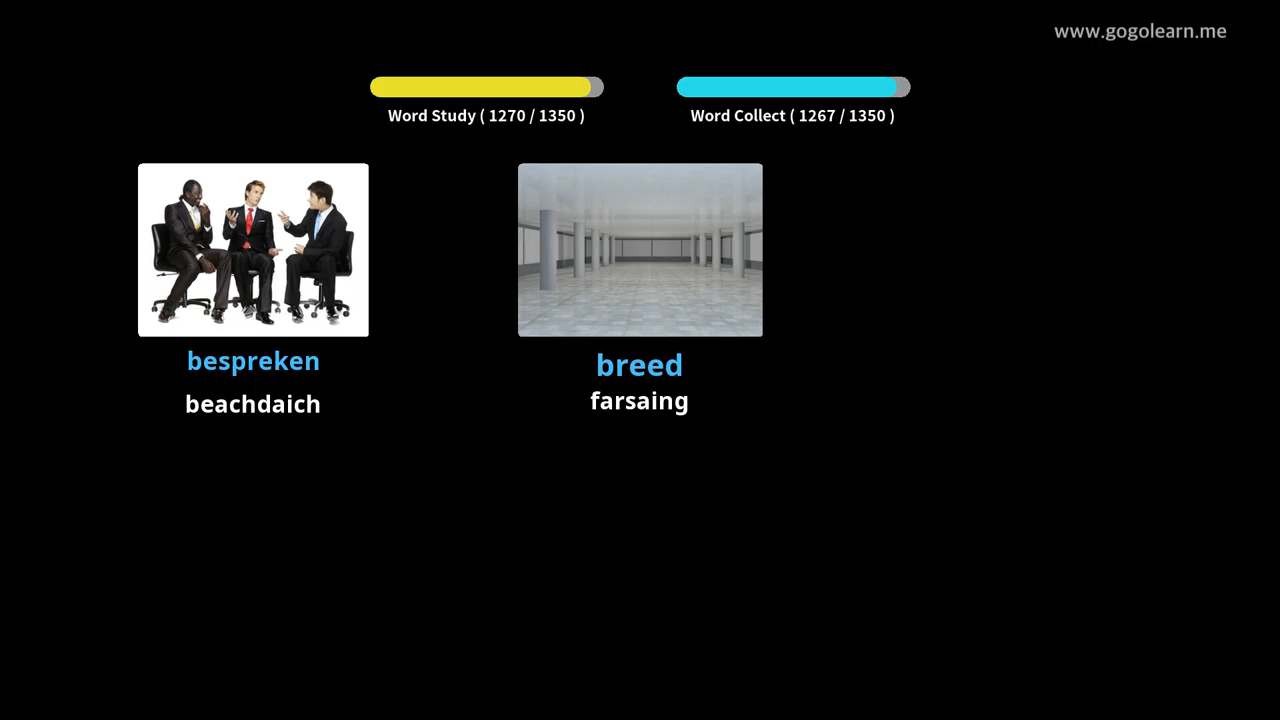 www.gogolearn.me
Word Study ( 1270 / 1350 )
Word Collect ( 1267 / 1350 )
bespreken
beachdaich
breed
farsaing